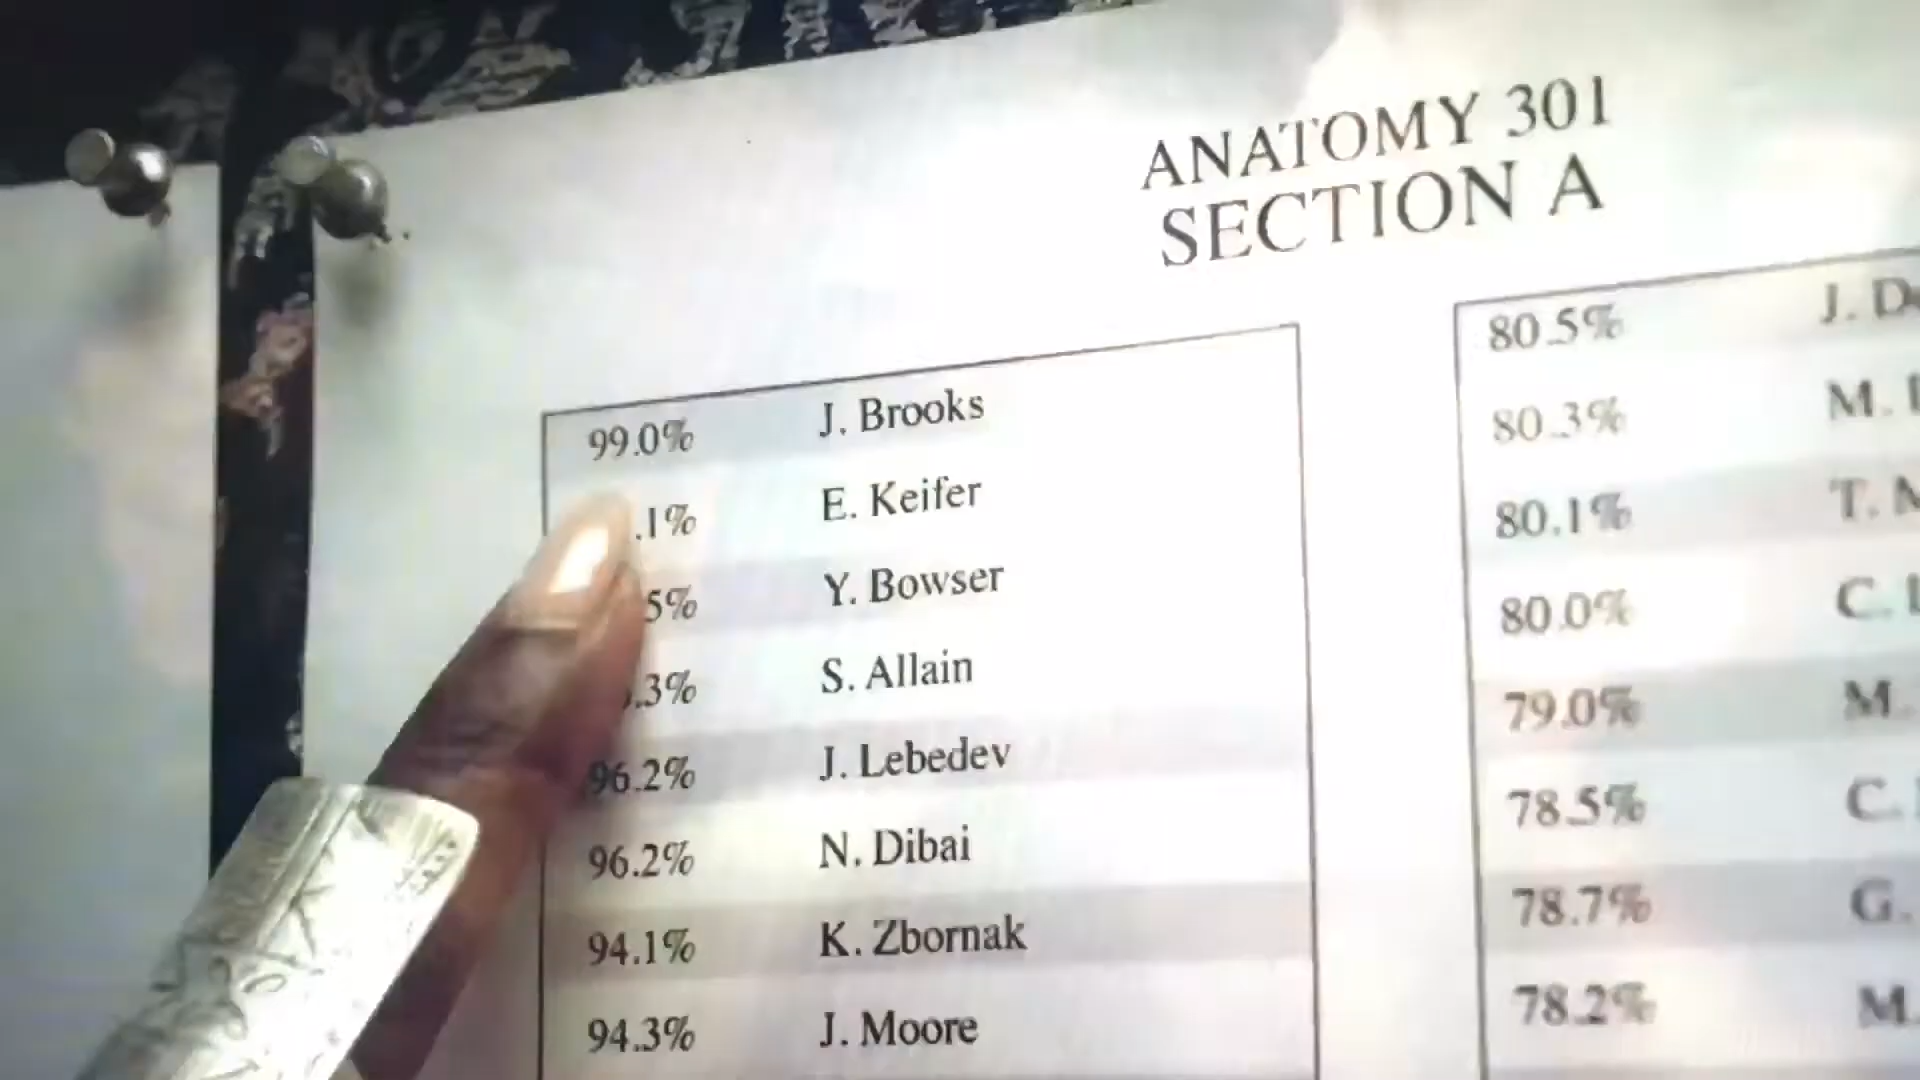 ANATOMY 301
SECTION A
99.0% J. Brooks
.1% E. Keifer
5% Y. Bowser
.3% S. Allain
96.2% J. Lebedev
96.2% N. Dibai
94.1% K. Zbornak
94.3% J. Moore
80.5% J.
80.3% M.
80.1% T.
80.0% C.
79.0% M.
78.5% C.
78.7% G.
78.2% M.